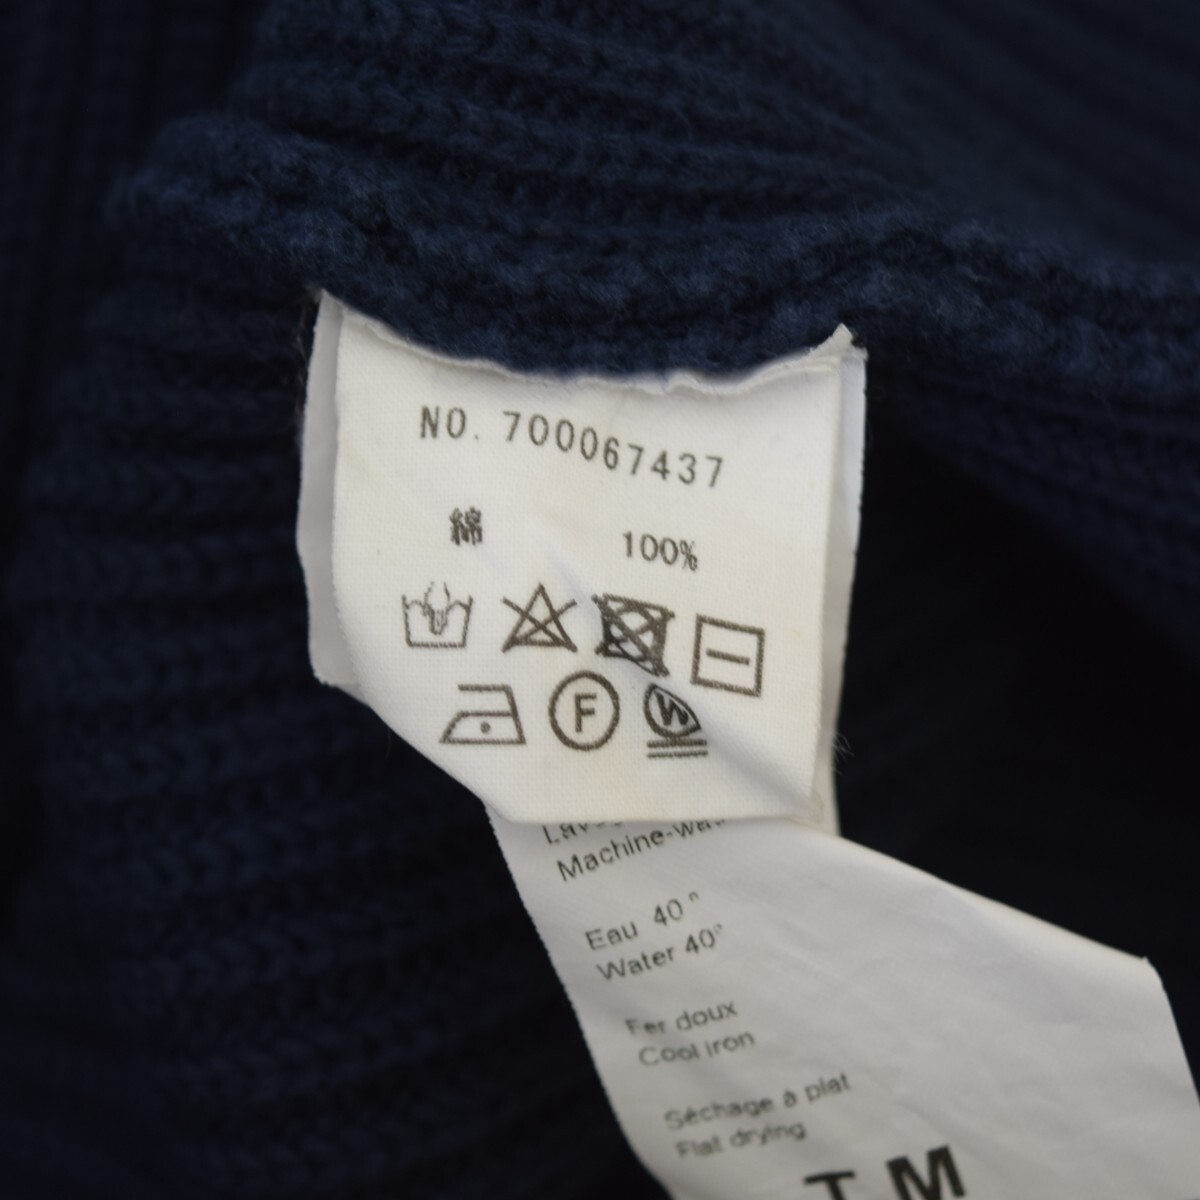 NO. 700067437
綿 100%
F
W
Machine-wa
Eau 40°
Water 40°
Fer doux
Cool iron
Séchage à plat
Flat drying
T M